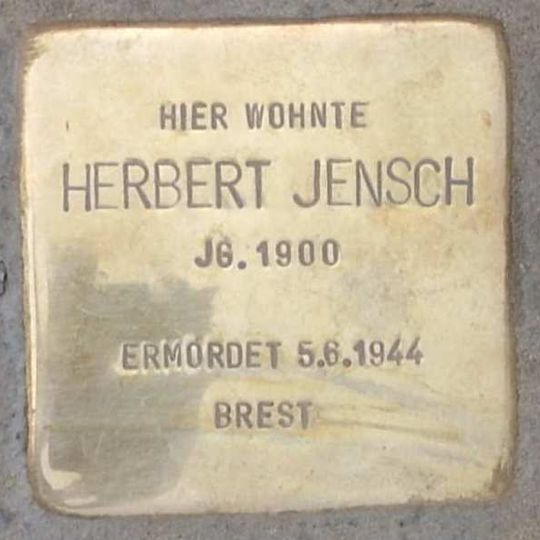 HIER WOHNTE
HERBERT JENSCH
JG. 1900
ERMORDET 5.6.1944
BREST